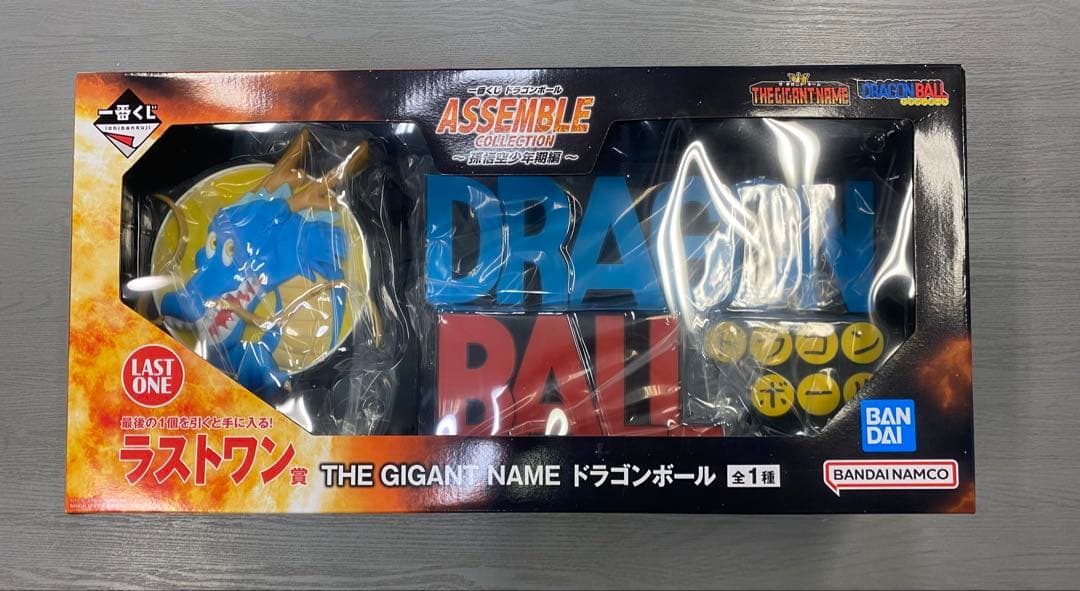 一番くじ
ichibankuji
一番くじ ドラゴンボール
ASSEMBLE
COLLECTION
～ 孫悟空少年期編 ～
THE GIGANT NAME
DRAGON BALL
DRAGON
BALL
ドラゴン
ボール
LAST
ONE
最後の1個を引くと手に入る!
ラストワン賞
THE GIGANT NAME ドラゴンボール 全1種
BAN
DAI
BANDAI NAMCO